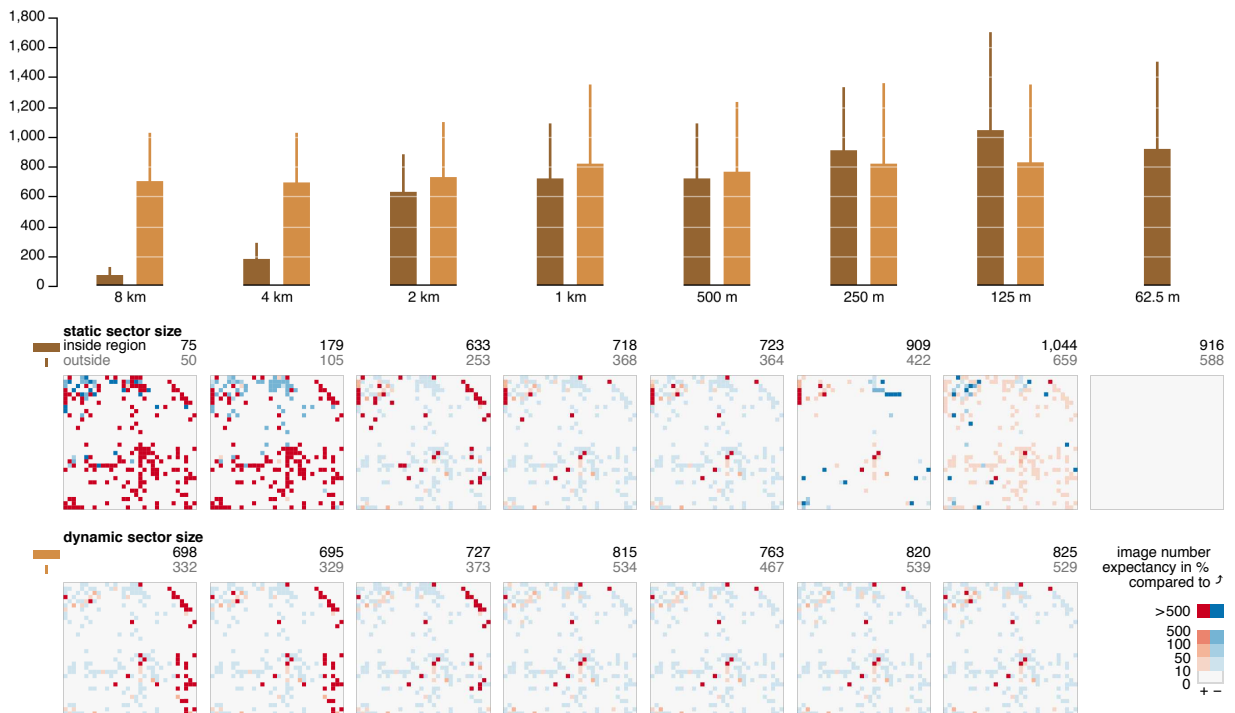 1,800
1,600
1,400
1,200
1,000
800
600
400
200
0
8 km 4 km 2 km 1 km 500 m 250 m 125 m 62.5 m
static sector size
inside region 75 179 633 718 723 909 1,044 916
outside 50 105 253 368 364 422 659 588
dynamic sector size
698 695 727 815 763 820 825
332 329 373 534 467 539 529
image number
expectancy in %
compared to ⤴
>500
500
100
50
10
0
+ −